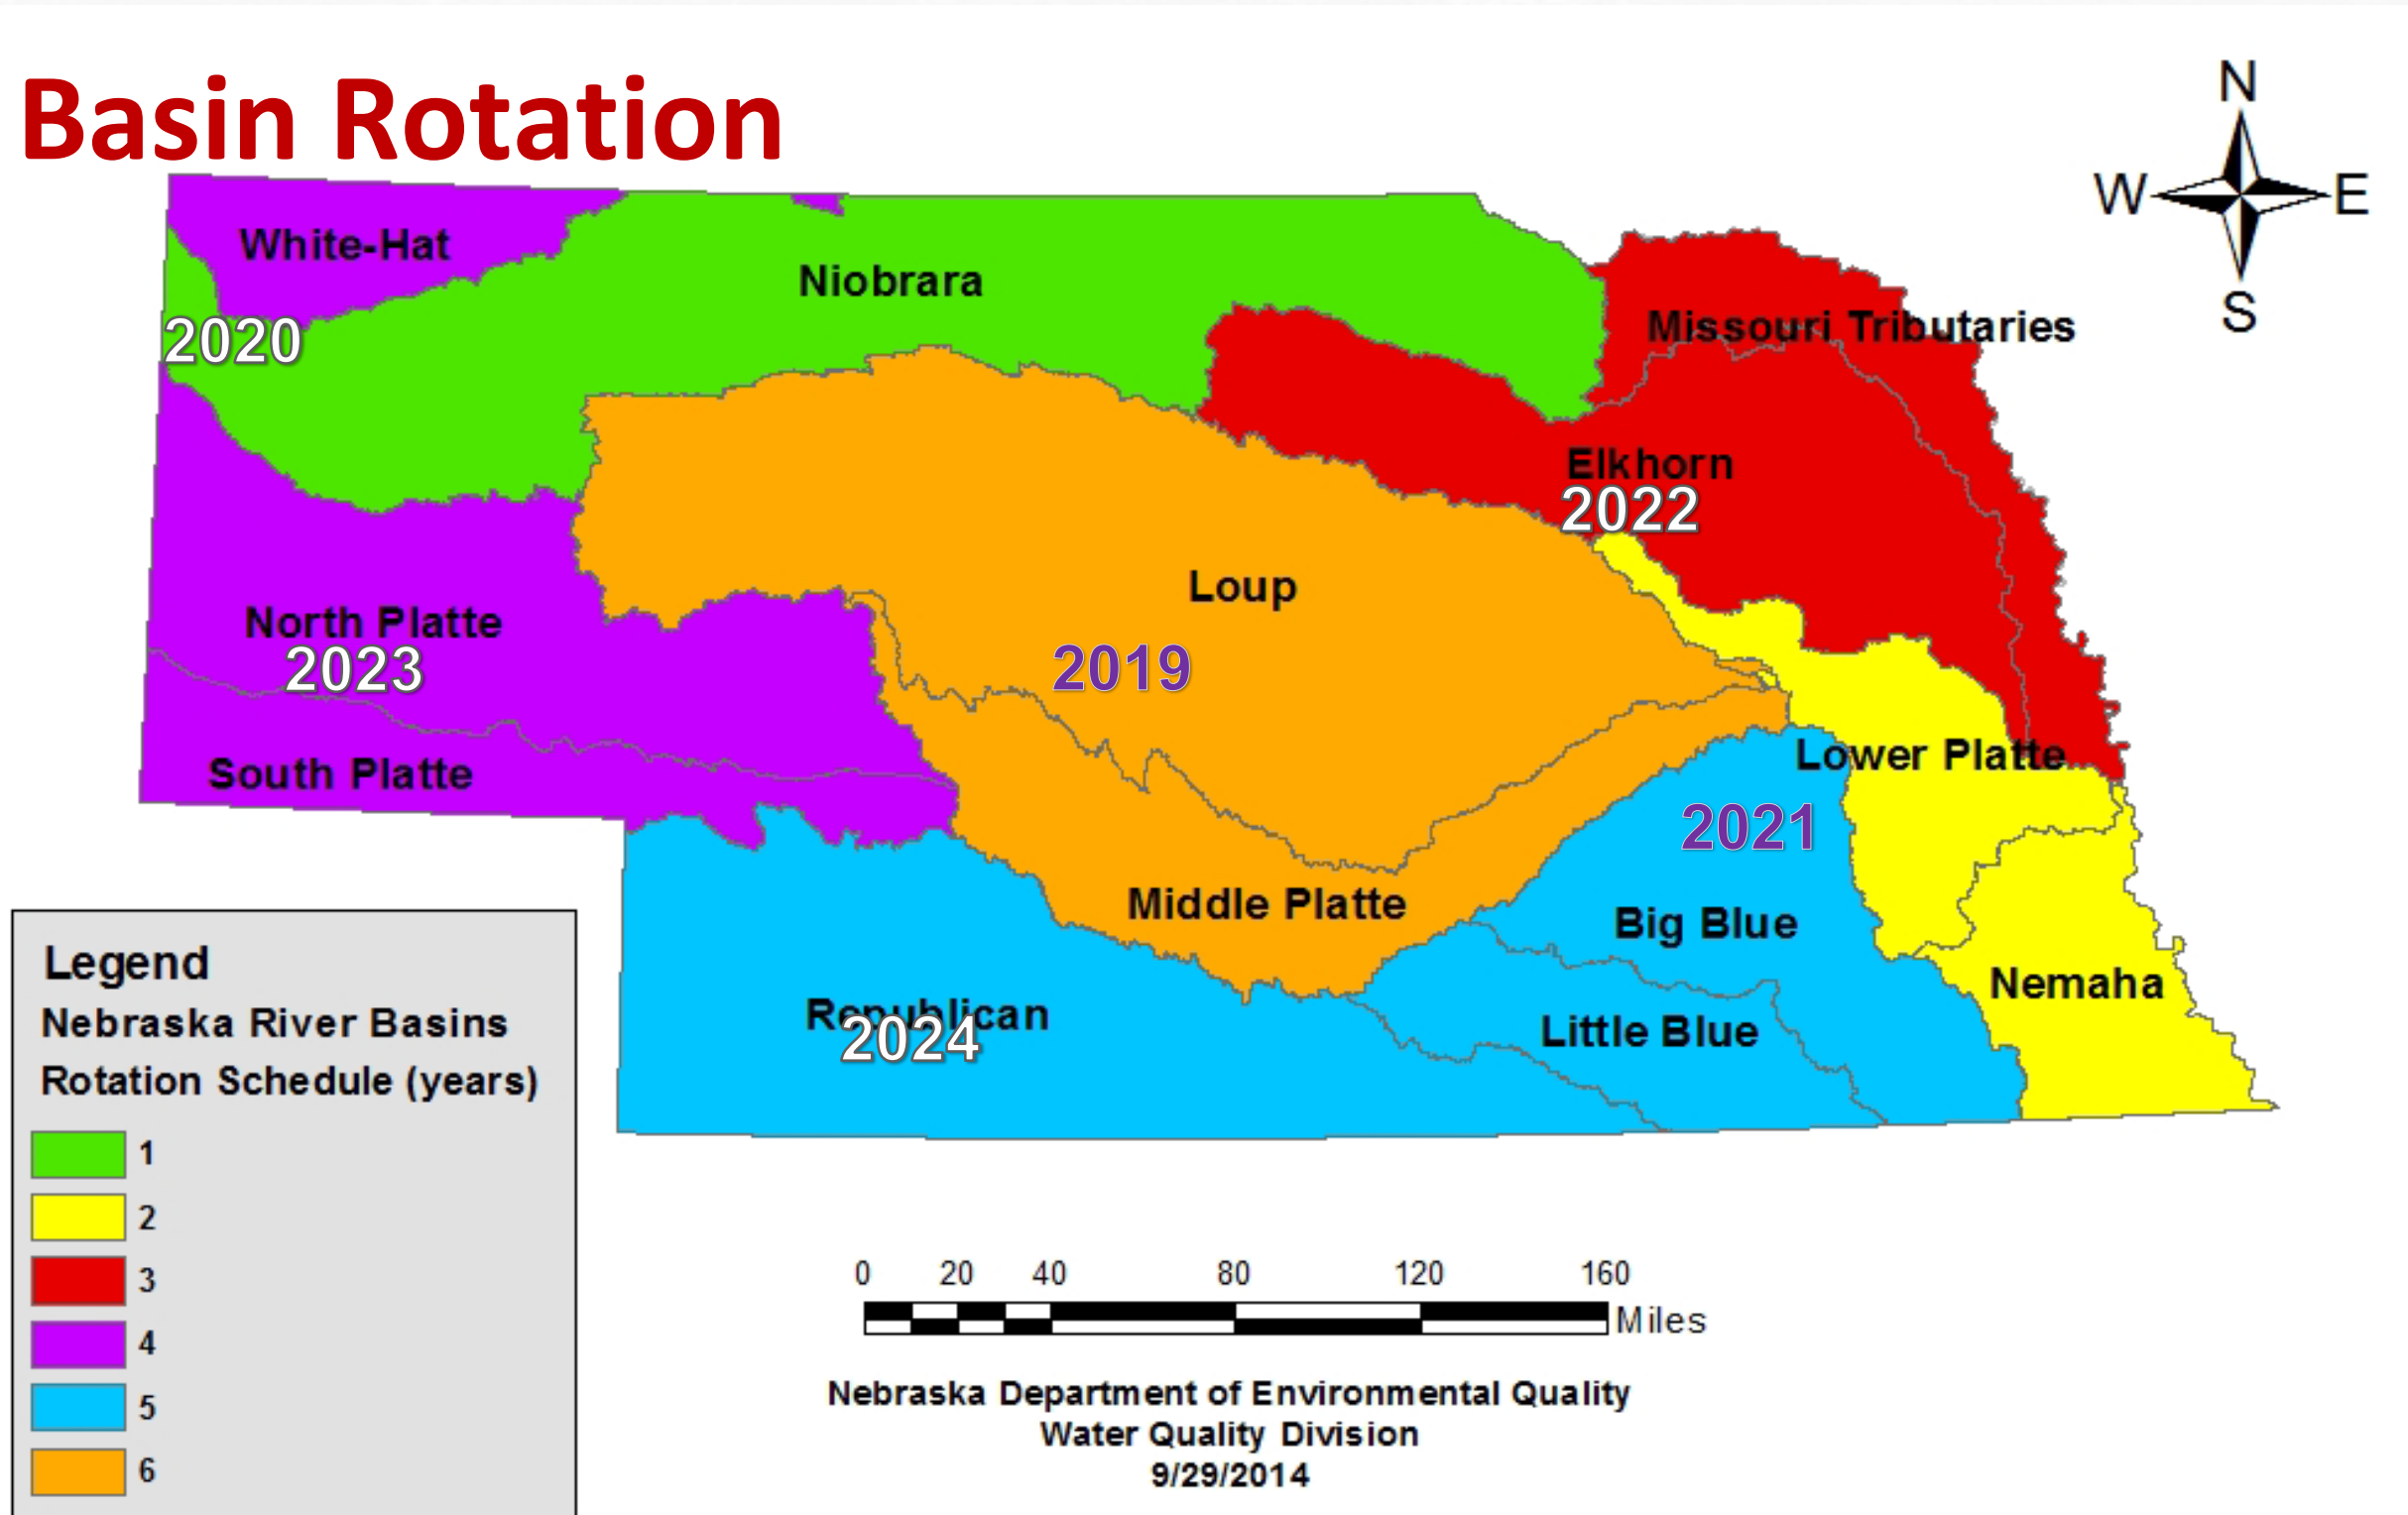 Basin Rotation
N
W E
S
White-Hat
Niobrara
2020
Missouri Tributaries
Elkhorn
2022
Loup
North Platte
2023
2019
South Platte
Lower Platte
2021
Middle Platte
Big Blue
Nemaha
Republican
2024
Little Blue
Legend
Nebraska River Basins
Rotation Schedule (years)
1
2
3
4
5
6
0 20 40 80 120 160
Miles
Nebraska Department of Environmental Quality
Water Quality Division
9/29/2014